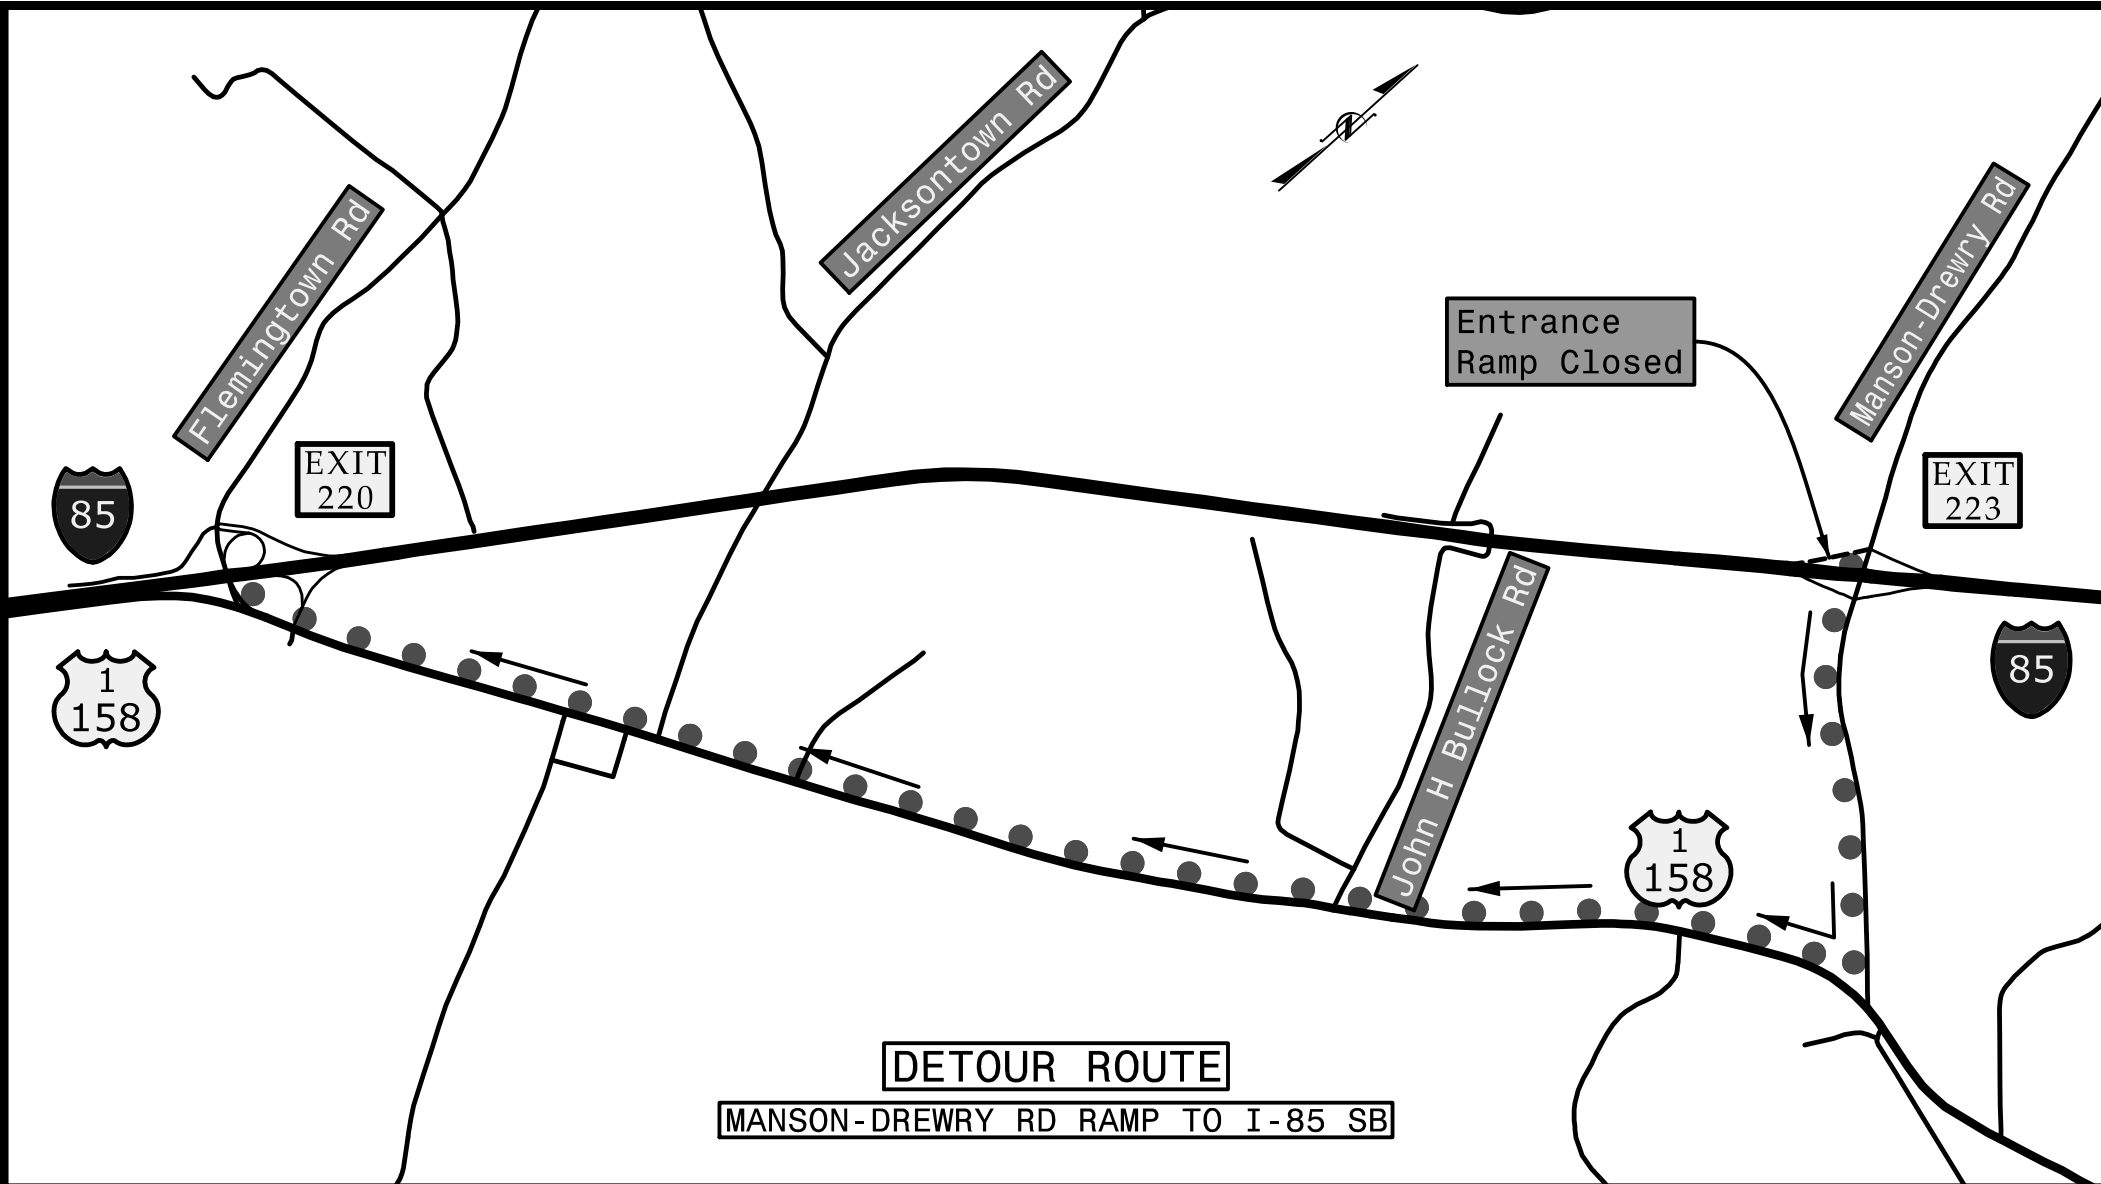 Jacksontown Rd
Flemingtown Rd
Manson-Drewry Rd
Entrance
Ramp Closed
EXIT
220
EXIT
223
85
John H Bullock Rd
85
1
158
1
158
DETOUR ROUTE
MANSON-DREWRY RD RAMP TO I-85 SB